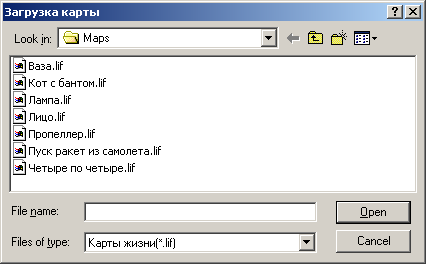 Загрузка карты
Look in: Maps
Ваза.lif
Кот с бантом.lif
Лампа.lif
Лицо.lif
Пропеллер.lif
Пуск ракет из самолета.lif
Четыре по четыре.lif
File name: Open
Files of type: Карты жизни(*.lif) Cancel